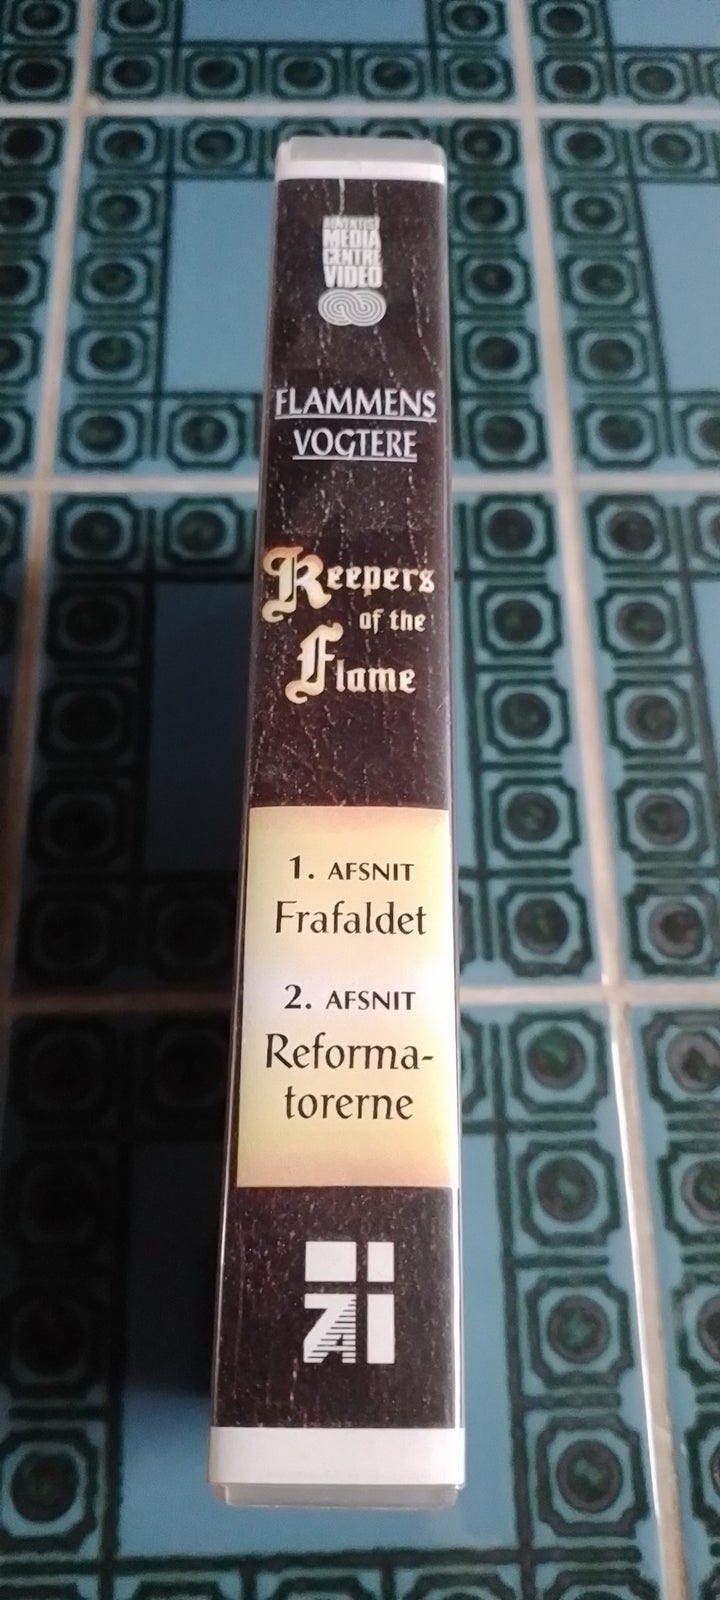 ADVENTIST
MEDIA
CENTRE
VIDEO
FLAMMENS
VOGTERE
Keepers
of the
Flame
1. AFSNIT
Frafaldet
2. AFSNIT
Reforma-
torerne